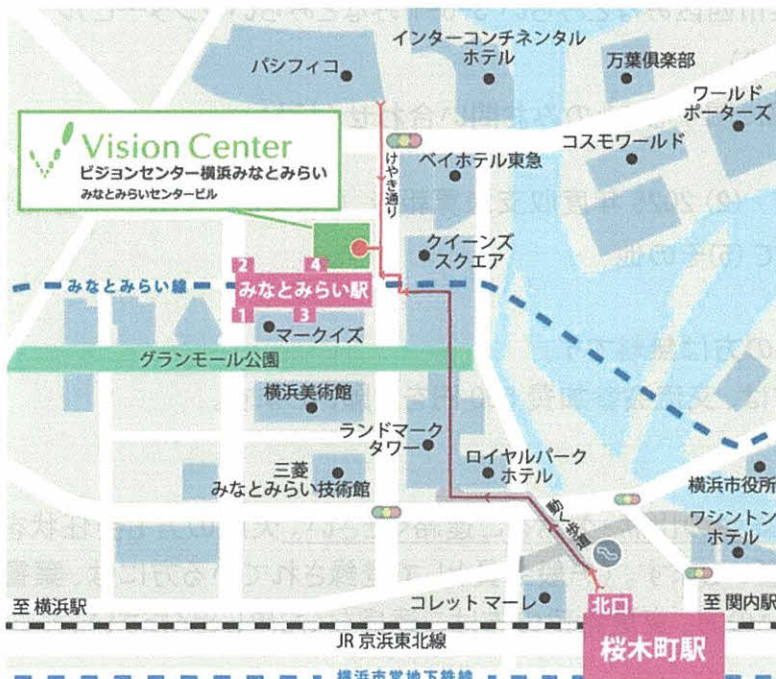 パシフィコ
インターコンチネンタル
ホテル
万葉倶楽部
ワールド
ポーターズ
Vision Center
ビジョンセンター横浜みなとみらい
みなとみらいセンタービル
けやき通り
ベイホテル東急
コスモワールド
クイーンズ
スクエア
2
4
みなとみらい線
みなとみらい駅
1
3
マークイズ
グランモール公園
横浜美術館
ランドマーク
タワー
ロイヤルパーク
ホテル
三菱
みなとみらい技術館
横浜市役所
動く歩道
ワシントン
ホテル
至 横浜駅
コレットマーレ
北口
至 関内駅
JR 京浜東北線
桜木町駅
横浜市営地下鉄線